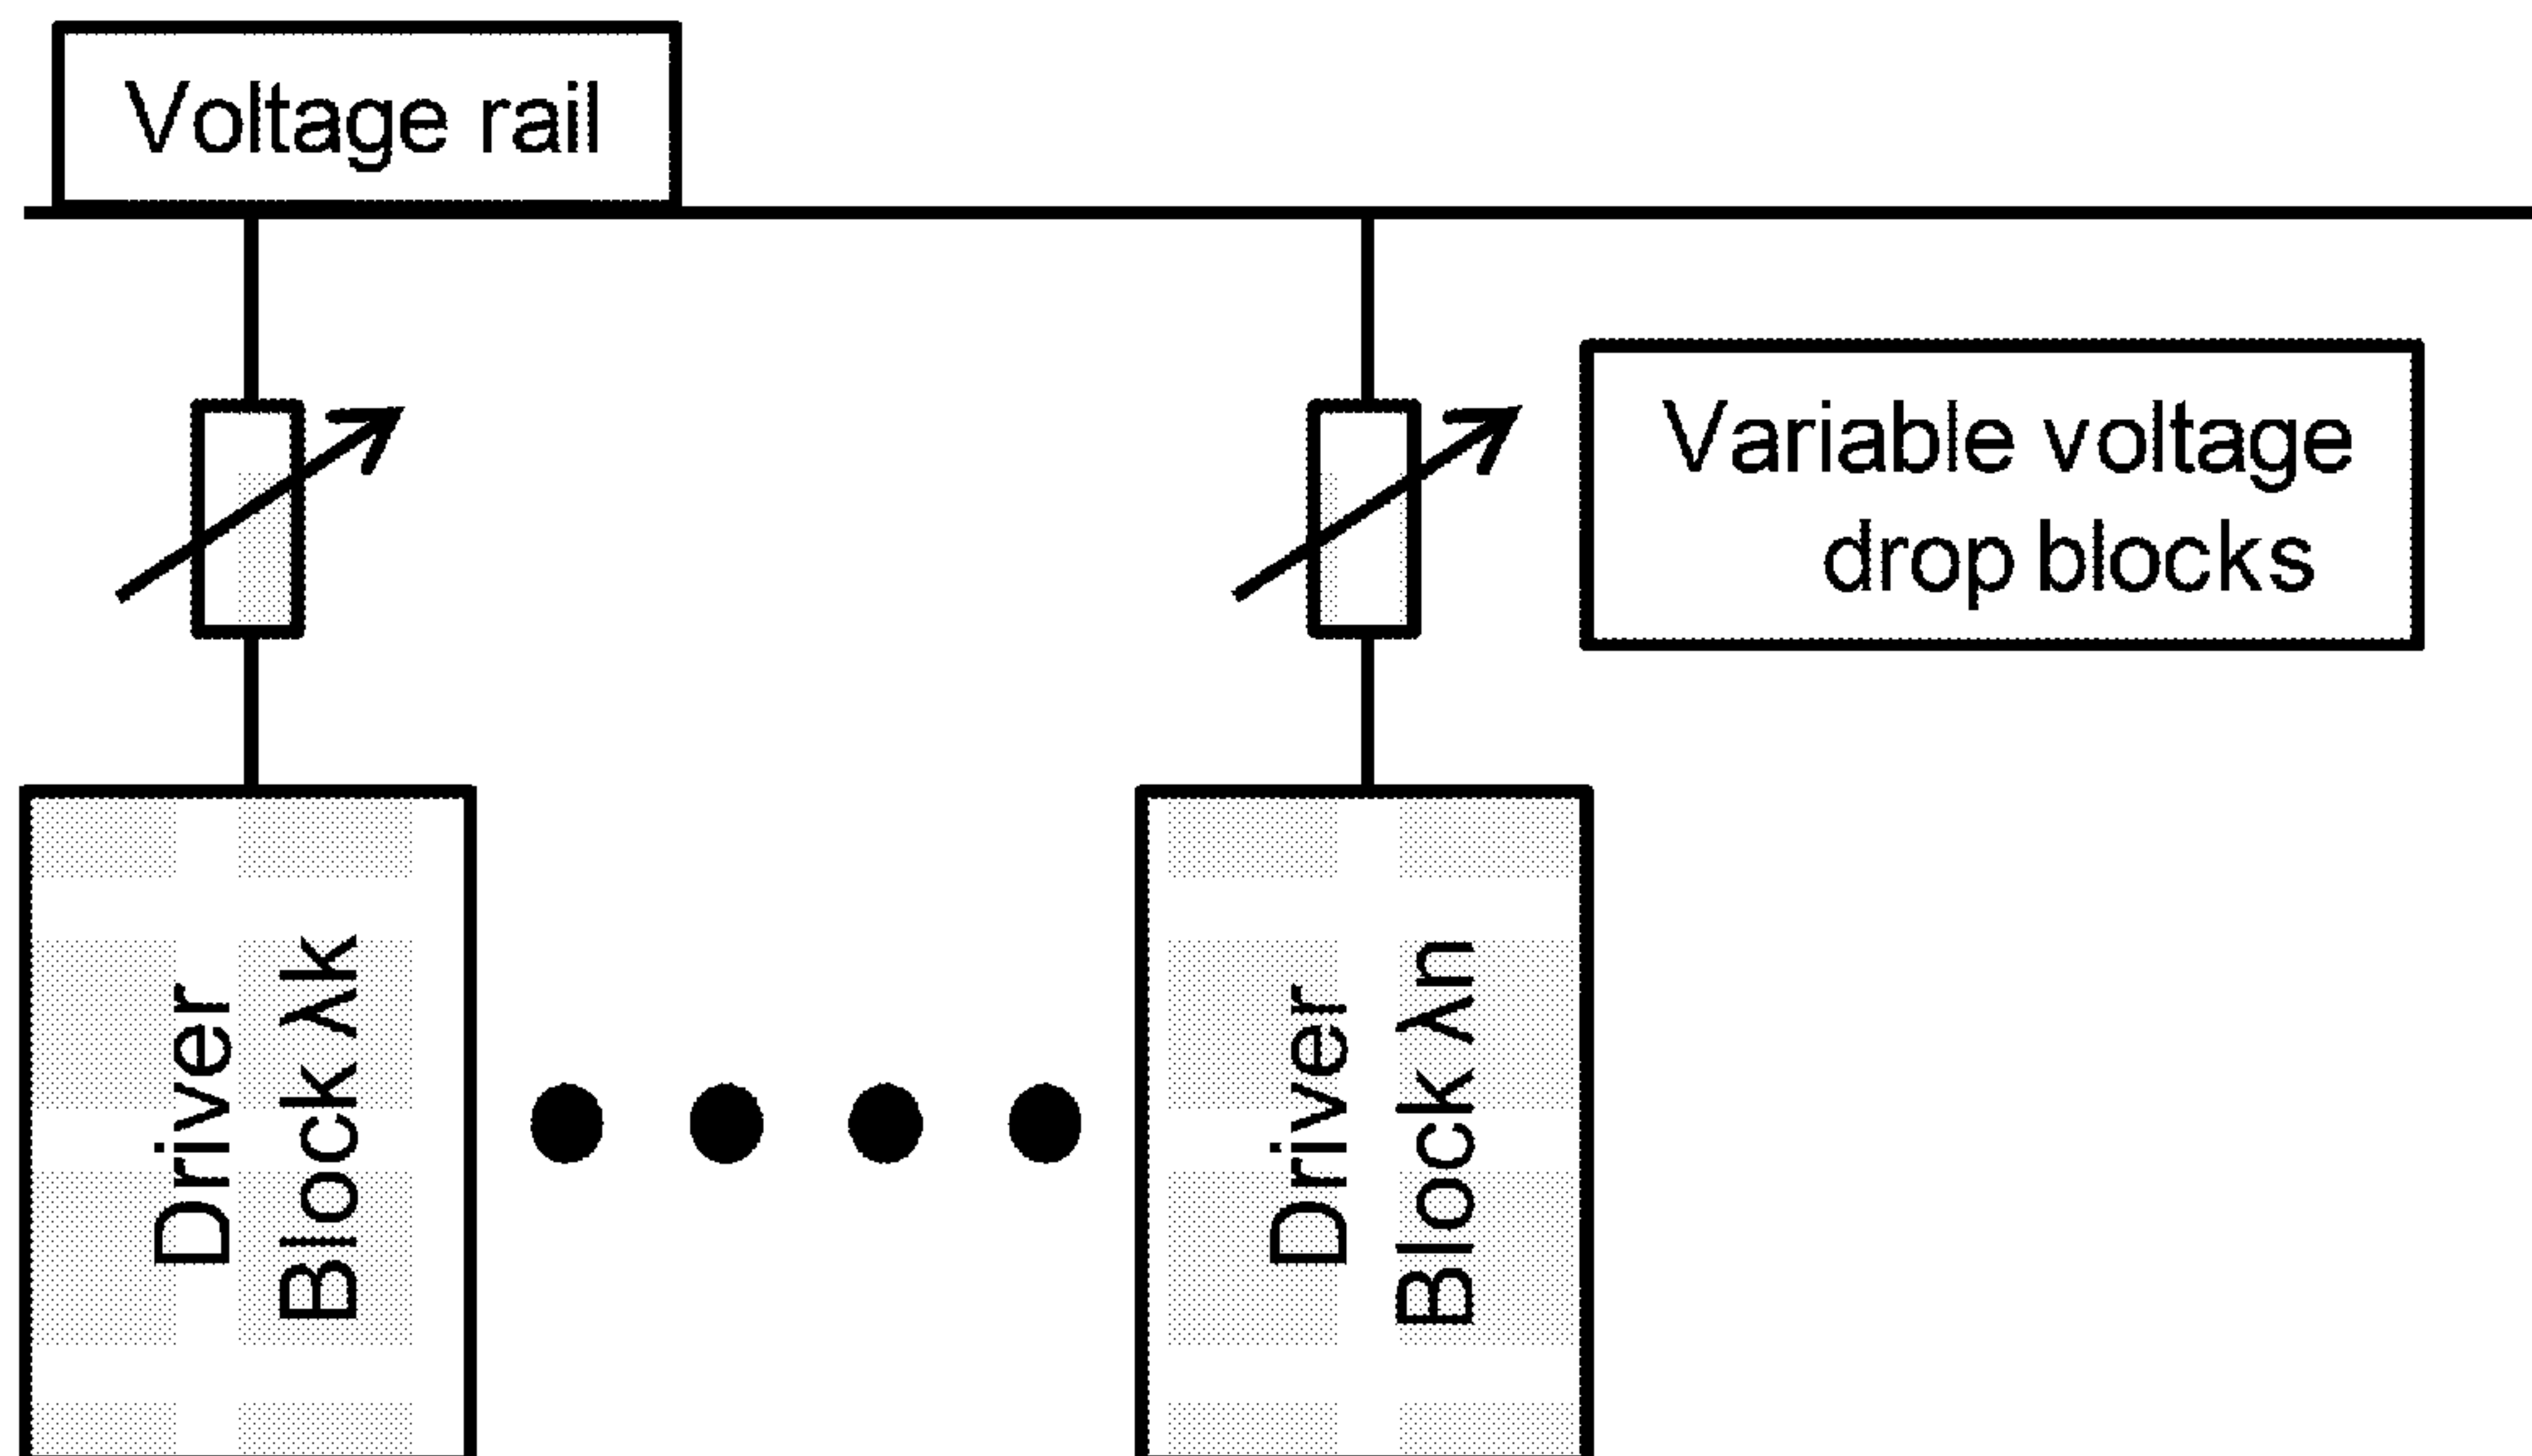 Voltage rail
Variable voltage
drop blocks
Driver
Block λk
Driver
Block λn